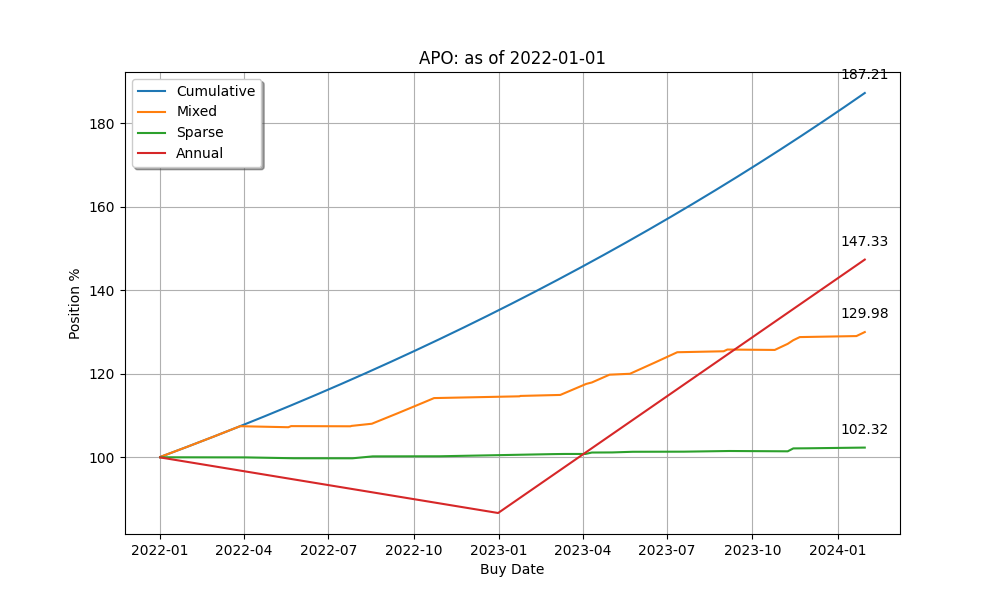 APO: as of 2022-01-01
187.21
Cumulative
Mixed
Sparse
Annual
180
160
147.33
140
129.98
120
102.32
100
Position %
2022-01 2022-04 2022-07 2022-10 2023-01 2023-04 2023-07 2023-10 2024-01
Buy Date